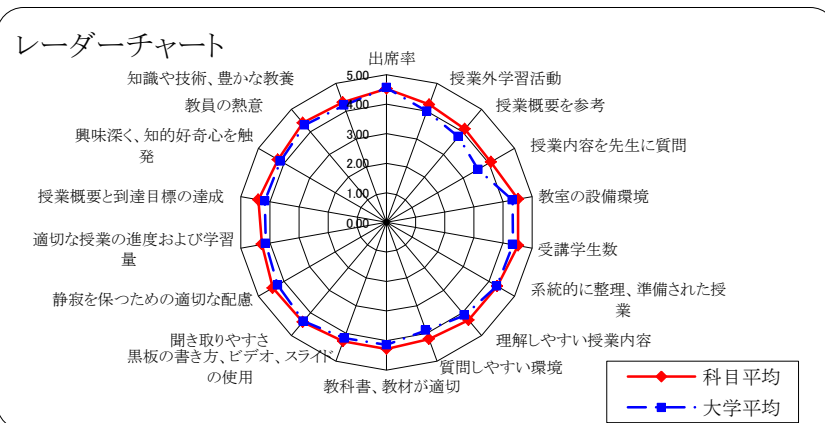 レーダーチャート
出席率
授業外学習活動
授業概要を参考
授業内容を先生に質問
教室の設備環境
受講学生数
系統的に整理、準備された授
業
理解しやすい授業内容
質問しやすい環境
教科書、教材が適切
黒板の書き方、ビデオ、スライド
の使用
聞き取りやすさ
静寂を保つための適切な配慮
適切な授業の進度および学習
量
授業概要と到達目標の達成
興味深く、知的好奇心を触
発
教員の熱意
知識や技術、豊かな教養
5.00
4.00
3.00
2.00
1.00
0.00
科目平均
大学平均